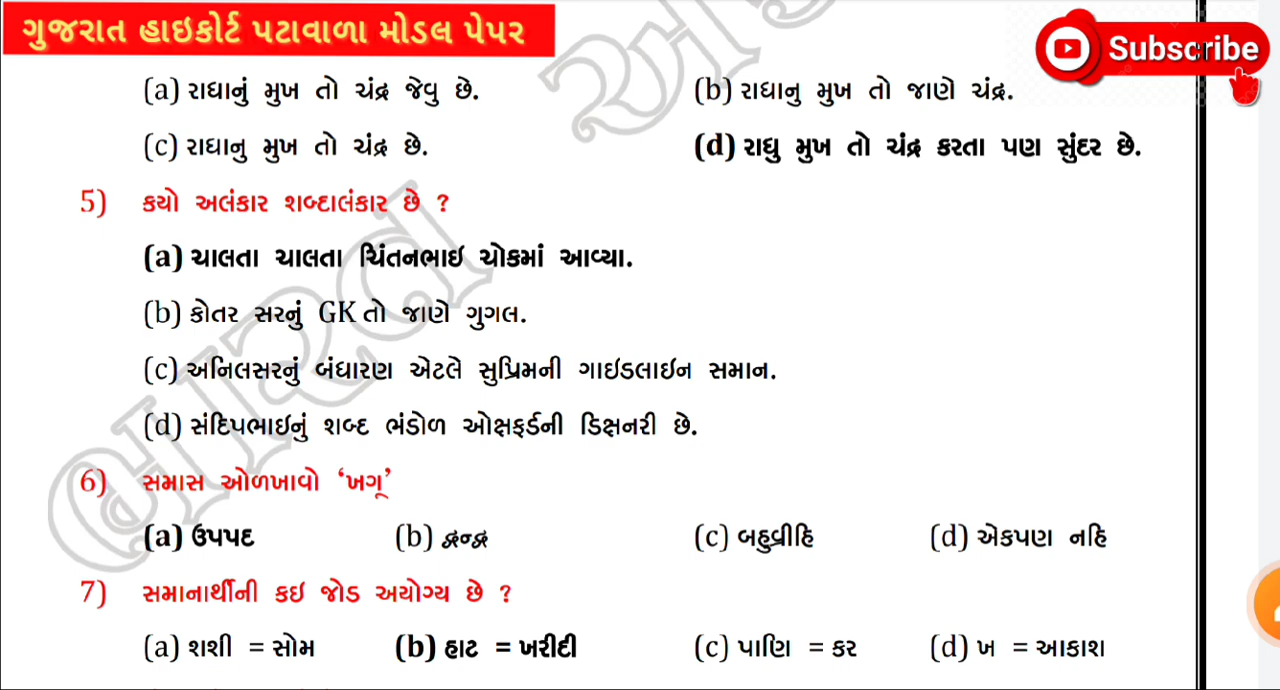 ગુજરાત હાઇકોર્ટ પટાવાળા મોડલ પેપર
Subscribe
(a) રાધાનું મુખ તો ચંદ્ર જેવુ છે. (b) રાધાનુ મુખ તો જાણે ચંદ્ર.
(c) રાધાનુ મુખ તો ચંદ્ર છે. (d) રાધુ મુખ તો ચંદ્ર કરતા પણ સુંદર છે.
5) કયો અલંકાર શબ્દાલંકાર છે ?
(a) ચાલતા ચાલતા ચિંતનભાઇ ચોકમાં આવ્યા.
(b) કોતર સરનું GK તો જાણે ગુગલ.
(c) અનિલસરનું બંધારણ એટલે સુપ્રિમની ગાઈડલાઈન સમાન.
(d) સંદિપભાઈનું શબ્દ ભંડોળ ઓક્ષફર્ડની ડિક્ષનરી છે.
6) સમાસ ઓળખાવો ‘ખગ્’
(a) ઉપપદ (b) દ્વન્દ્વ (c) બહુવ્રીહિ (d) એકપણ નહિ
7) સમાનાર્થીની કઇ જોડ અયોગ્ય છે ?
(a) શશી = સોમ (b) હાટ = ખરીદી (c) પાણિ = કર (d) ખ = આકાશ